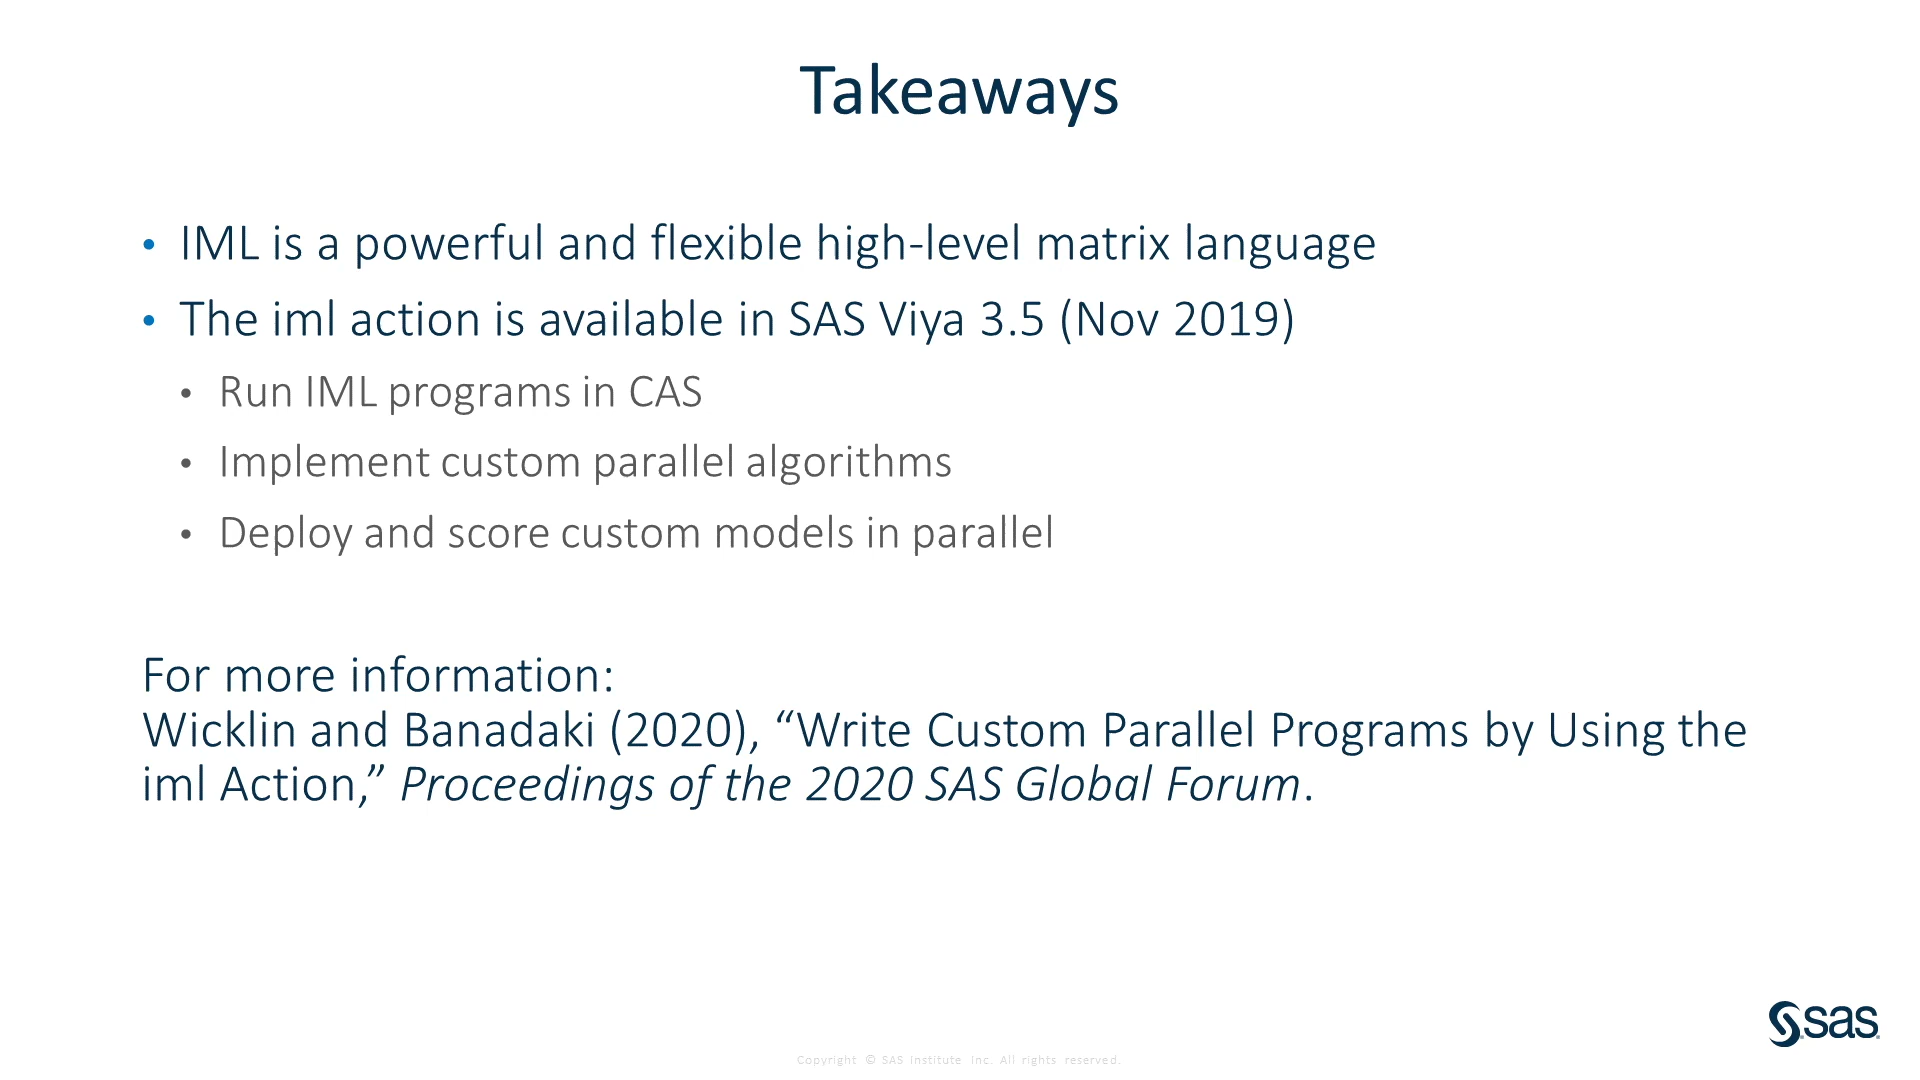 Takeaways
• IML is a powerful and flexible high-level matrix language
• The iml action is available in SAS Viya 3.5 (Nov 2019)
• Run IML programs in CAS
• Implement custom parallel algorithms
• Deploy and score custom models in parallel
For more information:
Wicklin and Banadaki (2020), “Write Custom Parallel Programs by Using the
iml Action,” Proceedings of the 2020 SAS Global Forum.
sas
Copyright © SAS Institute Inc. All rights reserved.